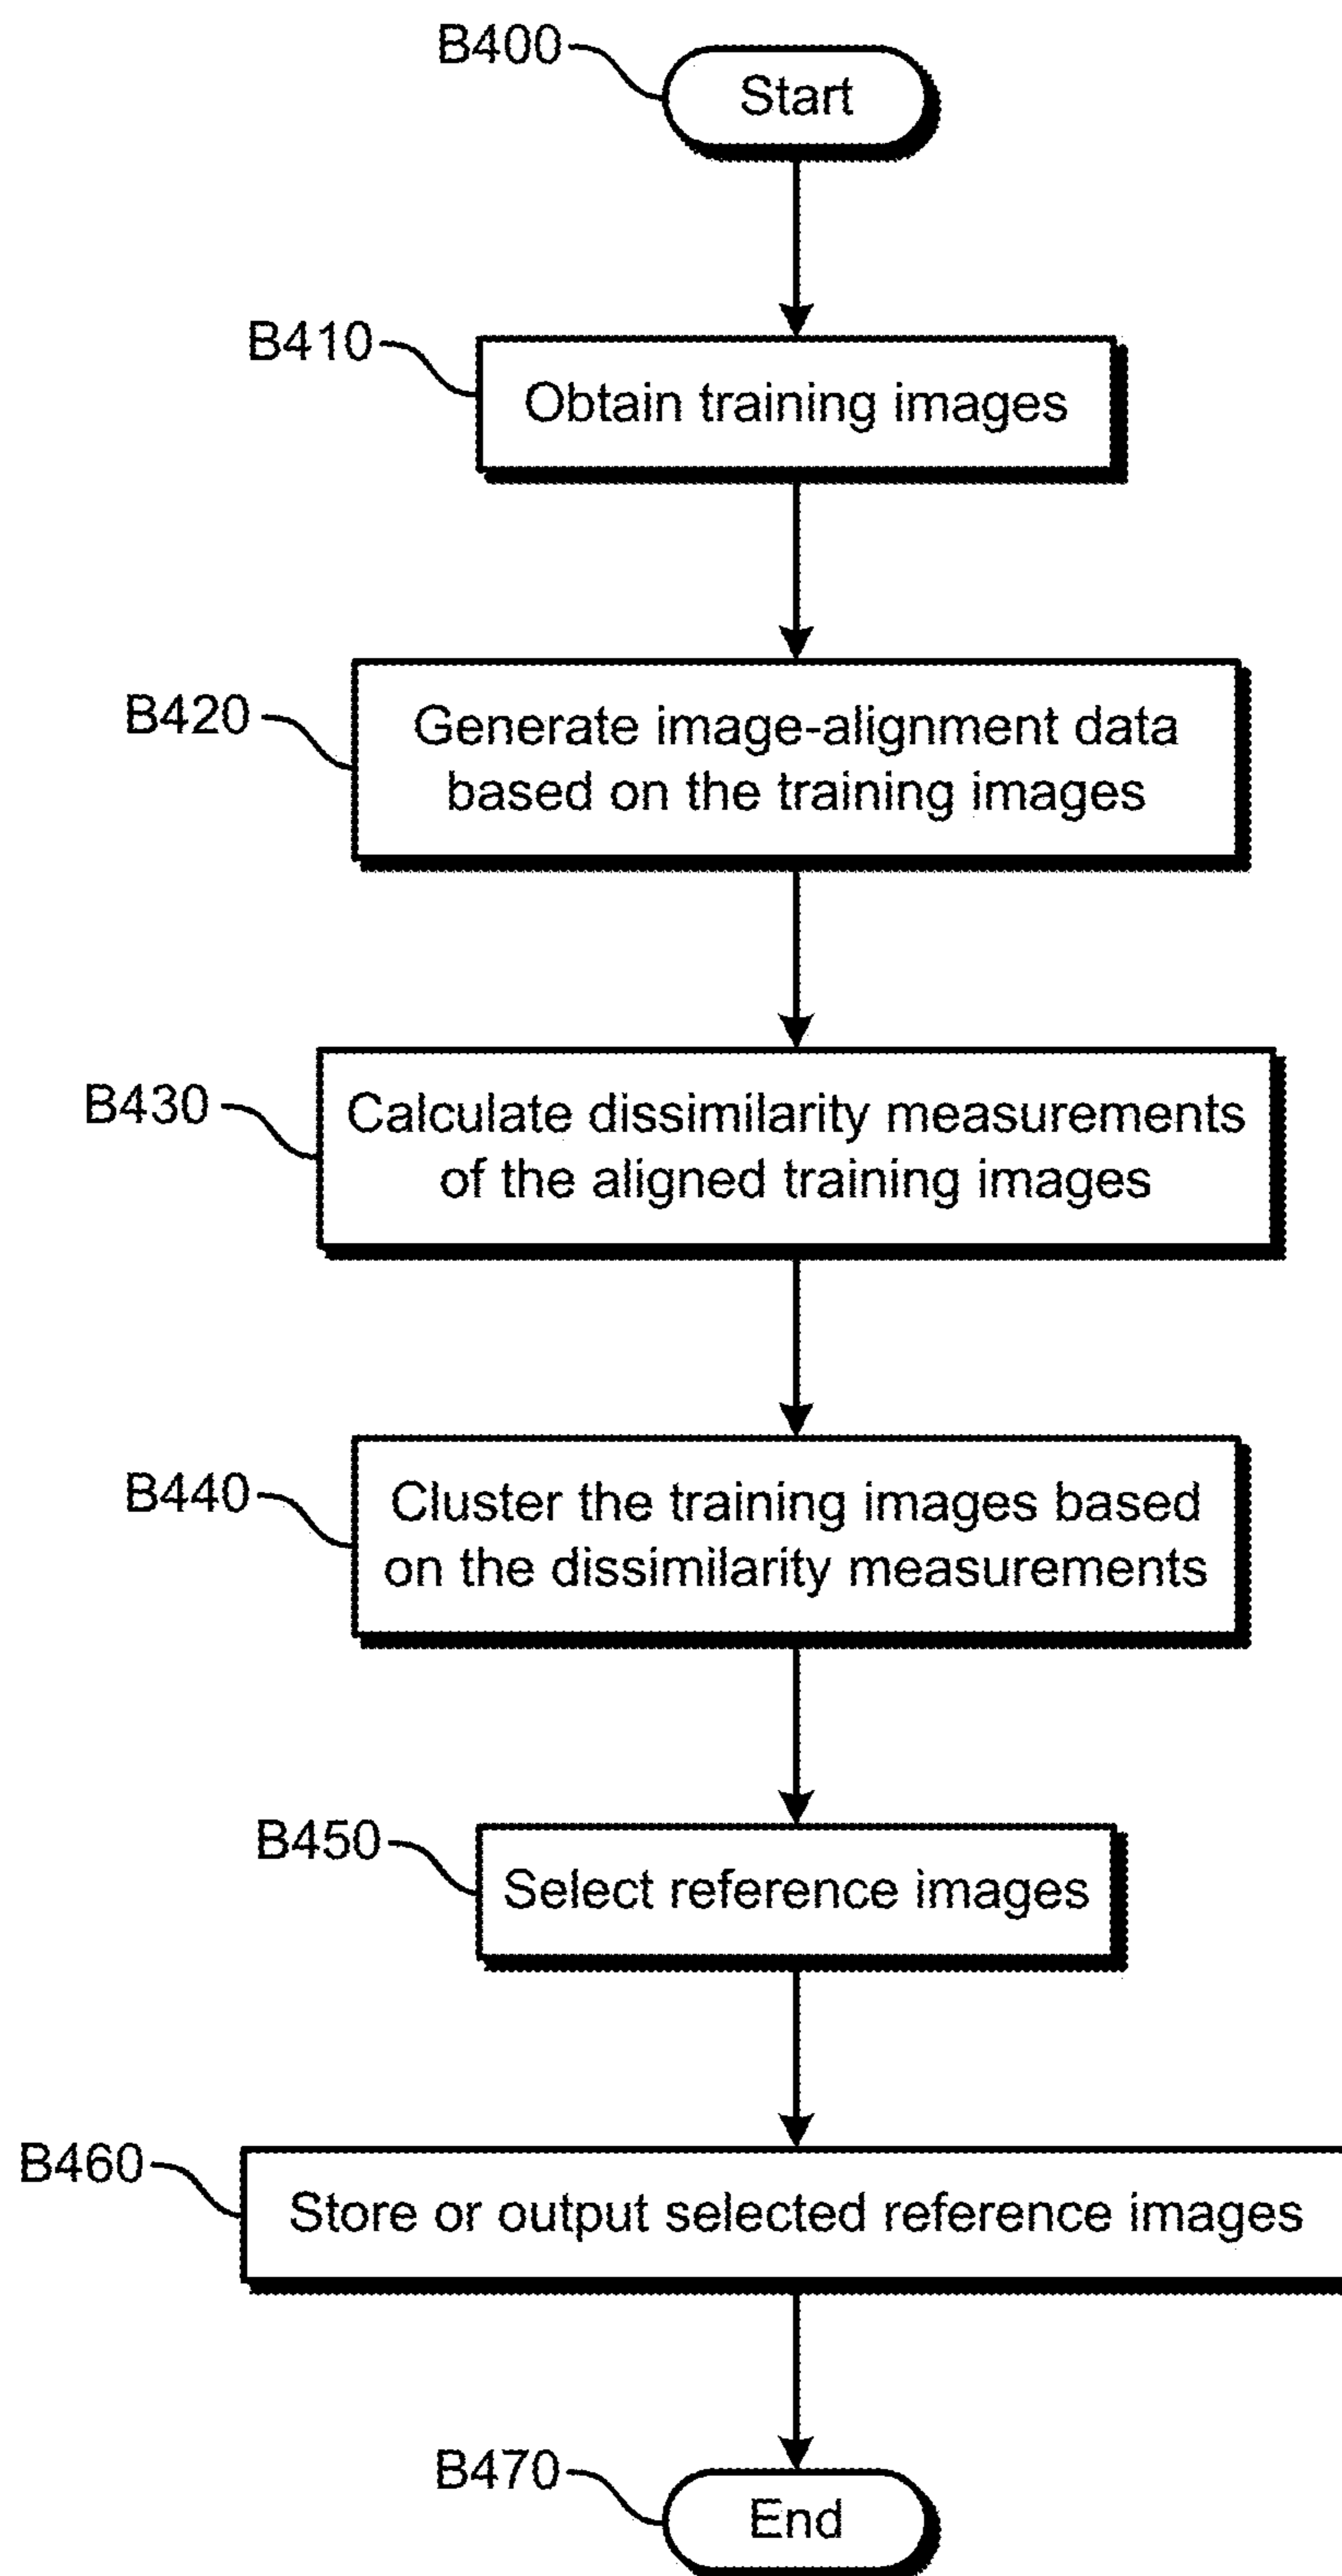 B400
Start
B410
Obtain training images
B420
Generate image-alignment data
based on the training images
B430
Calculate dissimilarity measurements
of the aligned training images
B440
Cluster the training images based
on the dissimilarity measurements
B450
Select reference images
B460
Store or output selected reference images
B470
End